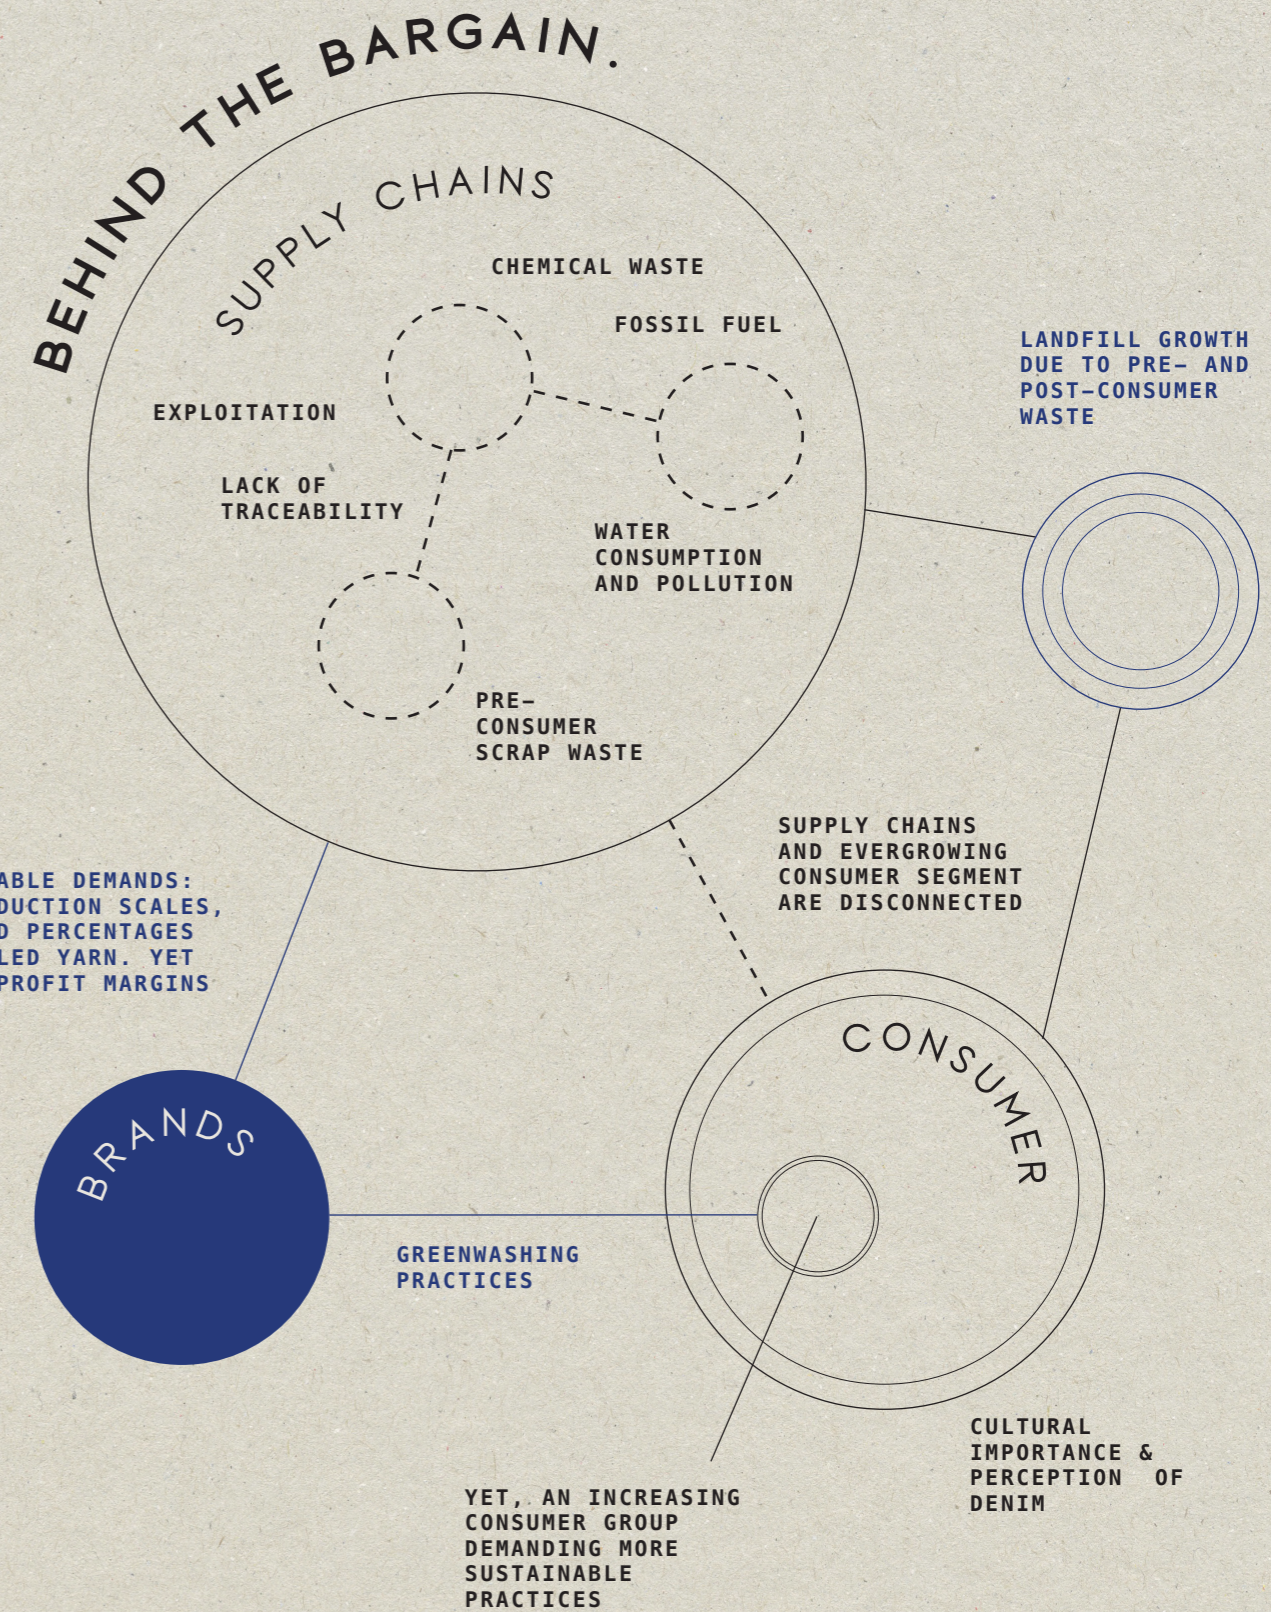 BEHIND THE BARGAIN.
SUPPLY CHAINS
CHEMICAL WASTE
FOSSIL FUEL
EXPLOITATION
LACK OF
TRACEABILITY
WATER
CONSUMPTION
AND POLLUTION
PRE–
CONSUMER
SCRAP WASTE
LANDFILL GROWTH
DUE TO PRE– AND
POST–CONSUMER
WASTE
SUPPLY CHAINS
AND EVERGROWING
CONSUMER SEGMENT
ARE DISCONNECTED
DEMANDS:
SCALES,
PERCENTAGES
YARN. YET
PROFIT MARGINS
BRANDS
CONSUMER
GREENWASHING
PRACTICES
CULTURAL
IMPORTANCE &
PERCEPTION OF
DENIM
YET, AN INCREASING
CONSUMER GROUP
DEMANDING MORE
SUSTAINABLE
PRACTICES